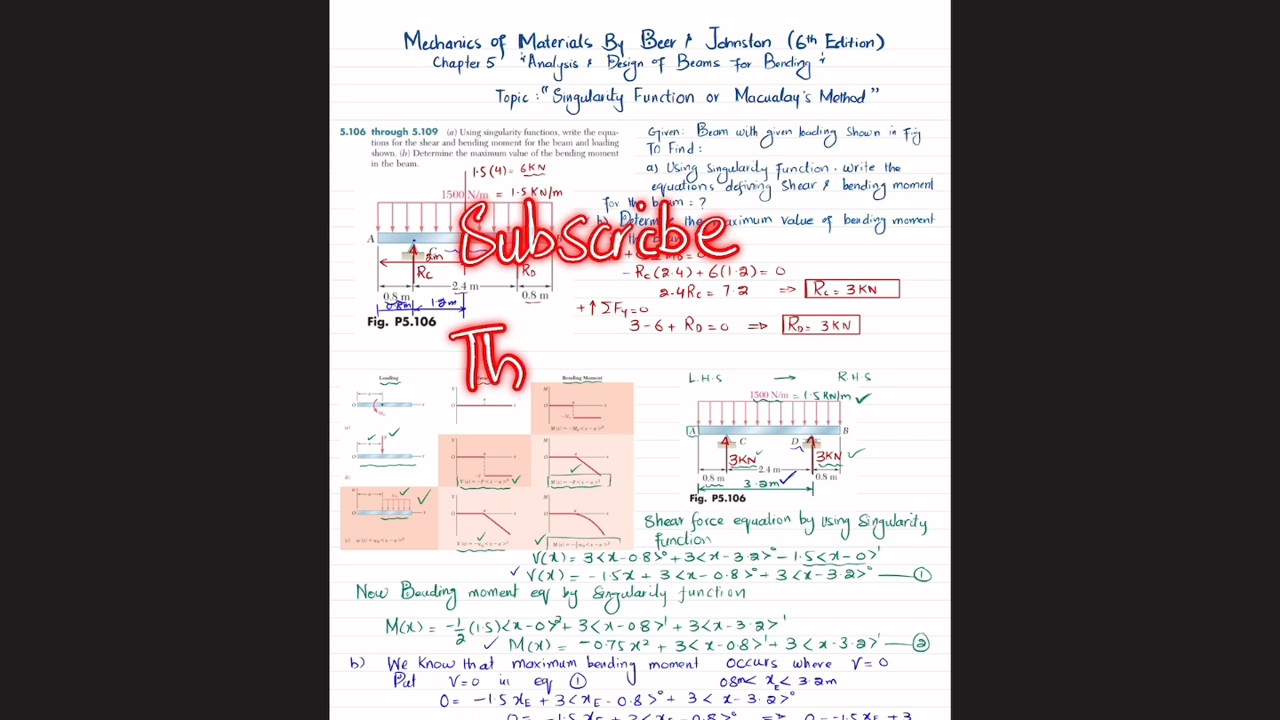 Mechanics of Materials By Beer & Johnston (6th Edition)
Chapter 5 "Analysis & Design of Beams for Bending"
Topic: "Singularity Function or Macualay's Method"
5.106 through 5.109 (a) Using singularity functions, write the equa-
tions for the shear and bending moment for the beam and loading
shown. (b) Determine the maximum value of the bending moment
in the beam.
1.5(4) = 6KN
1500 N/m = 1.5 KN/m
A
2m
Rc
RD
2.4 m
0.8 m
0.8 m
0.8m
1.2m
Fig. P5.106
Given: Beam with given loading Shown in Fig
To Find:
a) Using Singularity Function. Write the
equations defining Shear & bending moment
for the beam = ?
b) Determine the maximum value of bending moment
Subscribe
- Rc(2.4) + 6(1.2) = 0
2.4Rc = 7.2 => Rc = 3KN
+↑ΣFy=0
3-6 + RD = 0 => RD = 3KN
Th
Loading
Bending Moment
L.H.S → R.H.S
1500 N/m = 1.5 KN/m
A
C
D
B
3KN
3KN
0.8 m
2.4 m
0.8 m
3.2m
Fig. P5.106
Shear force equation by Using Singularity
function
V(x) = 3<x-0.8>° + 3<x-3.2>° - 1.5<x-0>¹
V(x) = -1.5x + 3<x-0.8>° + 3<x-3.2>° —— ①
Now Bending moment eq by Singularity function
M(x) = -1/2(1.5)<x-0>² + 3<x-0.8>¹ + 3<x-3.2>¹
M(x) = -0.75x² + 3<x-0.8>¹ + 3<x-3.2>¹ —— ②
b) We Know that maximum bending moment occurs where V=0
Put V=0 in eq ① 0.8m< xE < 3.2m
0= -1.5xE + 3<xE-0.8>° + 3<x-3.2>°